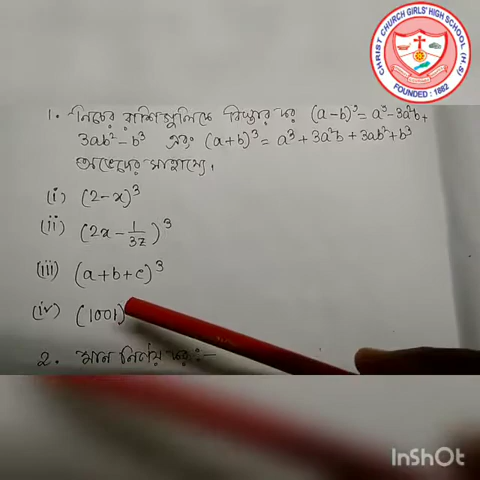 CHRIST CHURCH GIRLS' HIGH SCHOOL (H.S)
FOUNDED : 1882
1. নিচের রাশিগুলিকে বিস্তার কর (a-b)³ = a³ - 3a²b +
3ab² - b³ এবং (a+b)³ = a³ + 3a²b + 3ab² + b³
অভেদের সাহায্যে।
(i) (2-x)³
(ii) (2x - 1/3z)³
(iii) (a+b+c)³
(iv) (1001)
2. মান নির্ণয় কর :-
InShOt